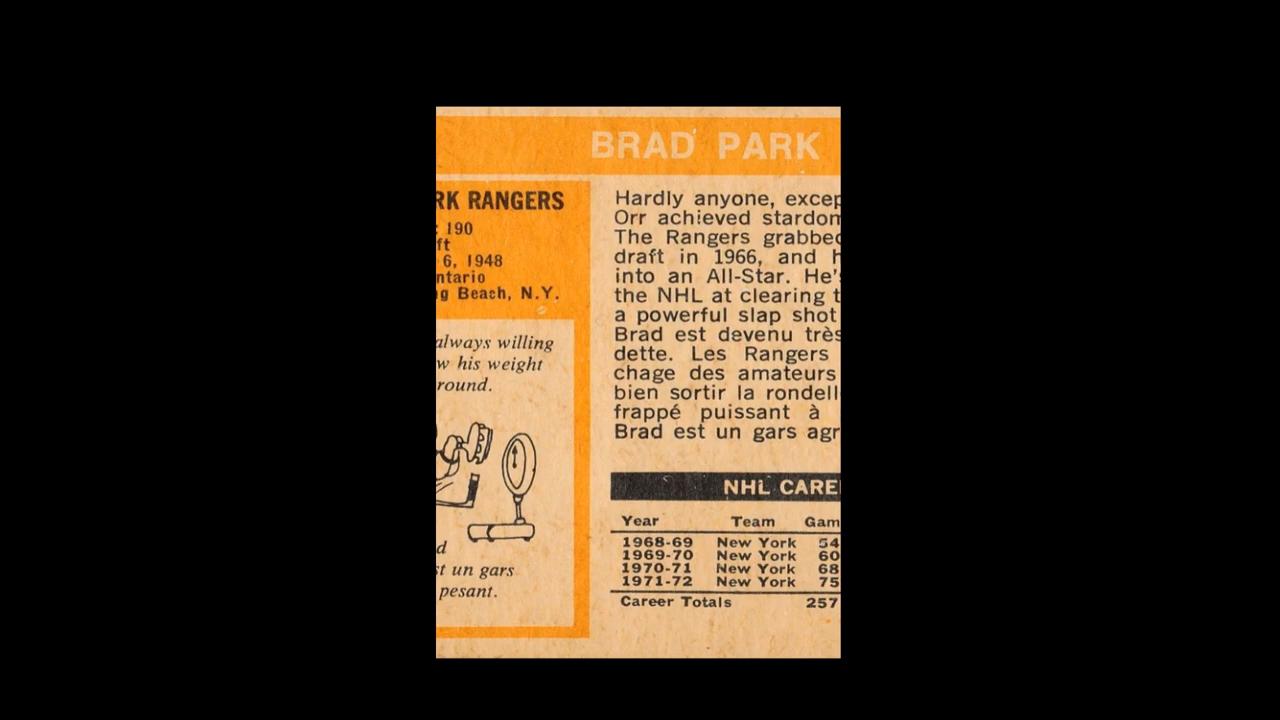 BRAD PARK
RK RANGERS
: 190
ft
6, 1948
ntario
ng Beach, N.Y.
always willing
w his weight
round.
d
st un gars
pesant.
Hardly anyone, excep
Orr achieved stardom
The Rangers grabbed
draft in 1966, and h
into an All-Star. He's
the NHL at clearing t
a powerful slap shot
Brad est devenu très
dette. Les Rangers
chage des amateurs
bien sortir la rondell
frappé puissant à
Brad est un gars agr
NHL CARE
Year Team Gam
1968-69 New York 54
1969-70 New York 60
1970-71 New York 68
1971-72 New York 75
Career Totals 257